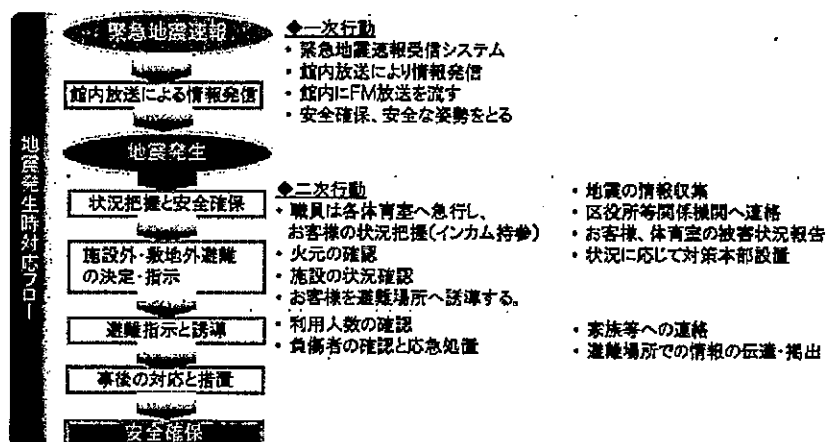 地震発生時対応フロー
緊急地震速報
館内放送による情報発信
地震発生
状況把握と安全確保
施設外・敷地外避難
の決定・指示
避難指示と誘導
事後の対応と措置
安全確保
◆一次行動
・緊急地震速報受信システム
・館内放送により情報発信
・館内にFM放送を流す
・安全確保、安全な姿勢をとる
◆二次行動
・職員は各体育室へ急行し、
お客様の状況把握(インカム持参)
・火元の確認
・施設の状況確認
・お客様を避難場所へ誘導する。
・利用人数の確認
・負傷者の確認と応急処置
・地震の情報収集
・区役所等関係機関へ連絡
・お客様、体育室の被害状況報告
・状況に応じて対策本部設置
・家族等への連絡
・避難場所での情報の伝達・掲出